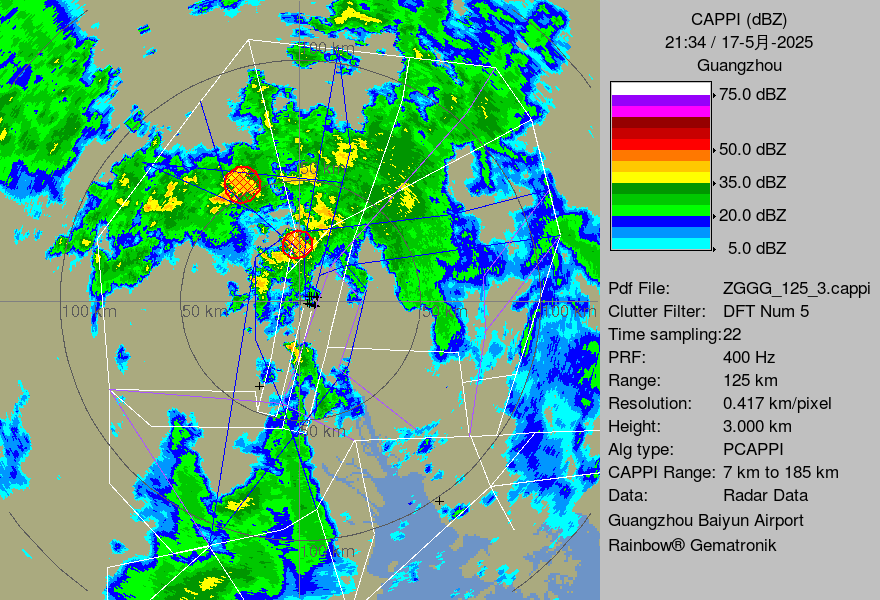 CAPPI (dBZ)
21:34 / 17-5月-2025
Guangzhou
75.0 dBZ
50.0 dBZ
35.0 dBZ
20.0 dBZ
5.0 dBZ
Pdf File: ZGGG_125_3.cappi
Clutter Filter: DFT Num 5
Time sampling:22
PRF: 400 Hz
Range: 125 km
Resolution: 0.417 km/pixel
Height: 3.000 km
Alg type: PCAPPI
CAPPI Range: 7 km to 185 km
Data: Radar Data
Guangzhou Baiyun Airport
Rainbow® Gematronik
100 km
50 km
100 km
50 km
50 km
100 km
50 km
100 km